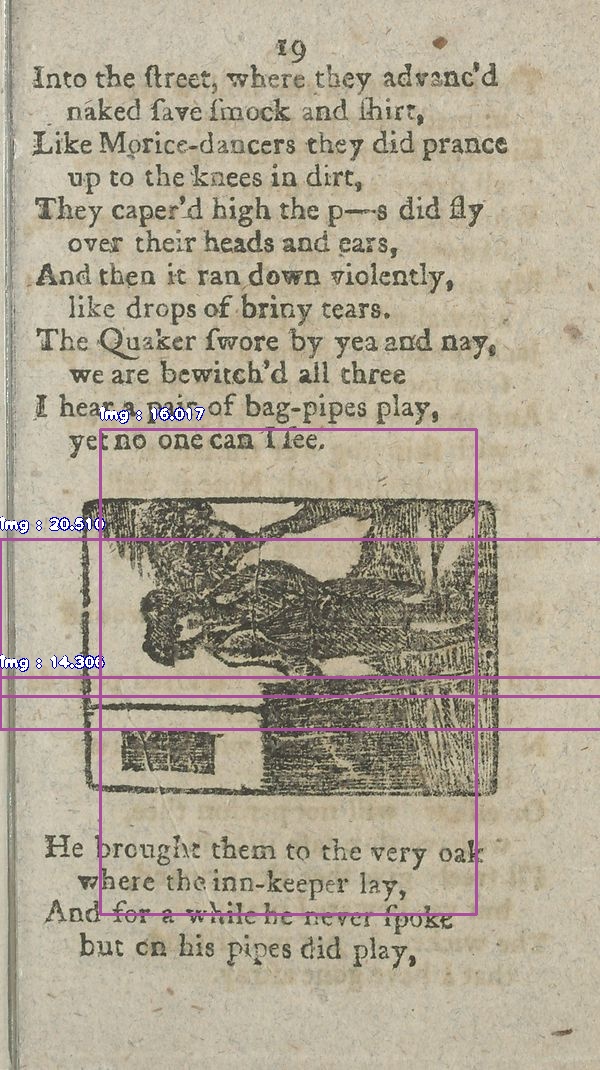 19
Into the ſtreet, where they advanc'd
naked ſave ſmock and ſhirt,
Like Morice-dancers they did prance
up to the knees in dirt,
They caper'd high the p—s did fly
over their heads and ears,
And then it ran down violently,
like drops of briny tears.
The Quaker ſwore by yea and nay,
we are bewitch'd all three
I hear a pair of bag-pipes play,
img : 16.017
yet no one can I ſee.
img : 20.510
img : 14.306
He brought them to the very oak
where the inn-keeper lay,
And for a while he never ſpoke
but on his pipes did play,